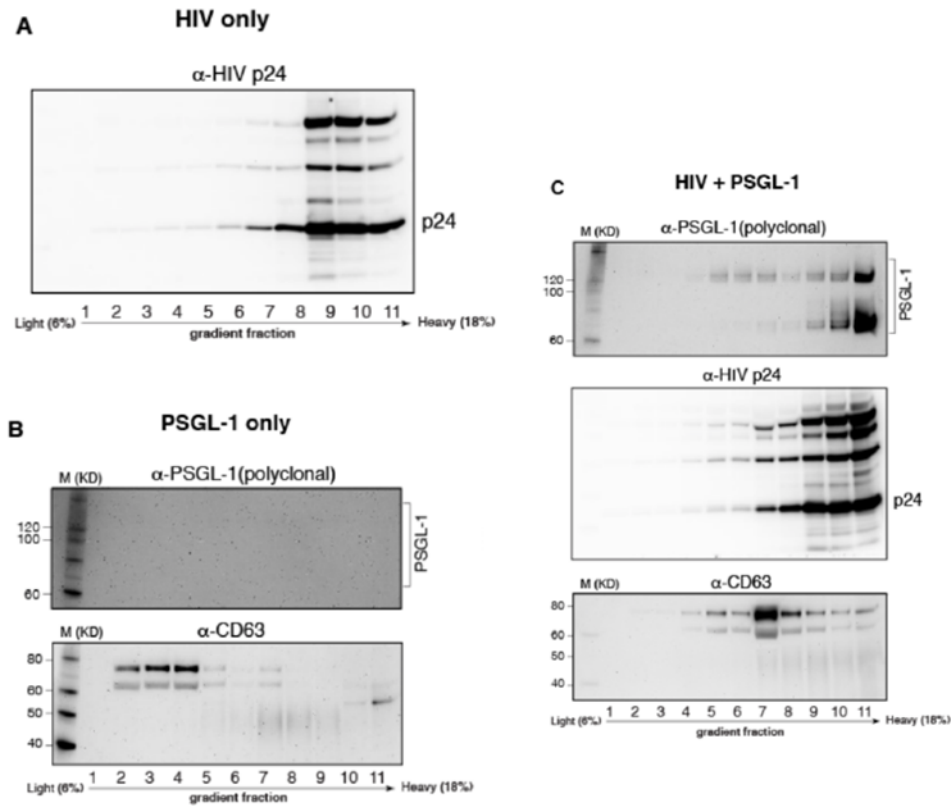 A
HIV only
α-HIV p24
p24
1 2 3 4 5 6 7 8 9 10 11
Light (6%) Heavy (18%)
gradient fraction
B
PSGL-1 only
M (KD) α-PSGL-1(polyclonal)
120
100
60
PSGL-1
M (KD) α-CD63
80
60
50
40
1 2 3 4 5 6 7 8 9 10 11
Light (6%) Heavy (18%)
gradient fraction
C
HIV + PSGL-1
M (KD) α-PSGL-1(polyclonal)
120
100
60
PSGL-1
α-HIV p24
p24
M (KD) α-CD63
80
60
40
1 2 3 4 5 6 7 8 9 10 11
Light (6%) Heavy (18%)
gradient fraction